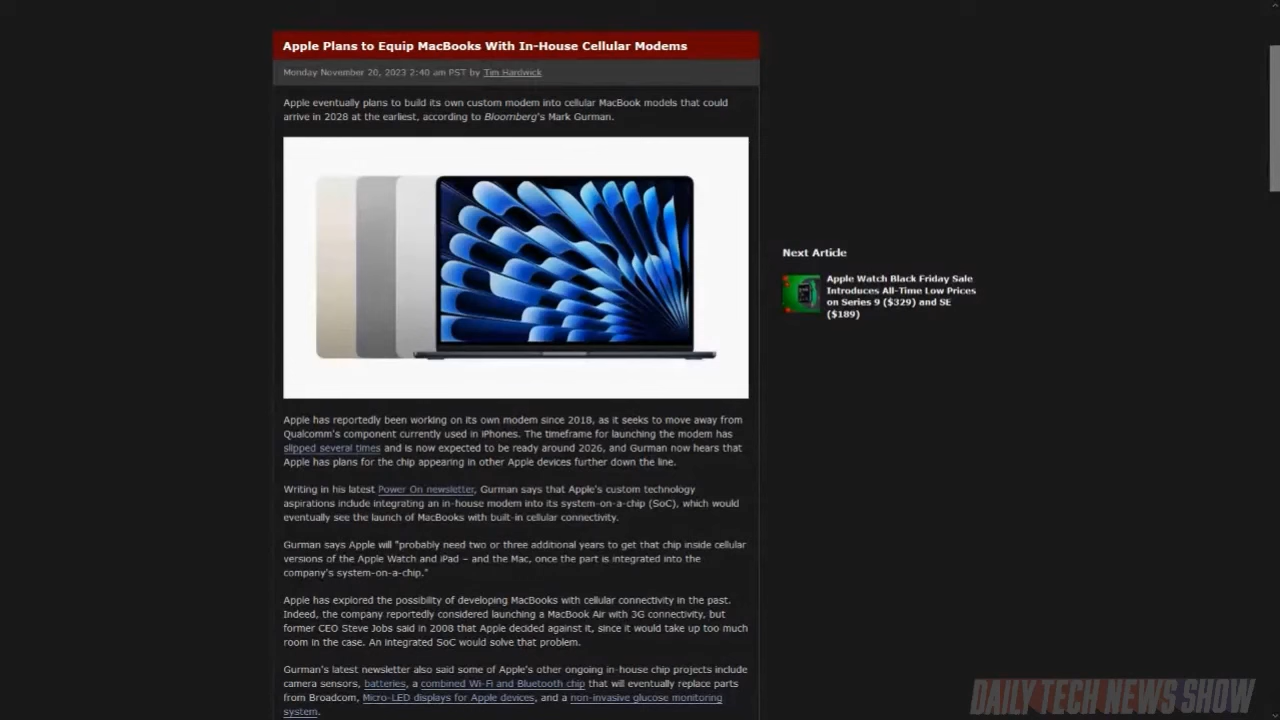 Apple Plans to Equip MacBooks With In-House Cellular Modems
Monday November 20, 2023 2:40 am PST by Tim Hardwick
Apple eventually plans to build its own custom modem into cellular MacBook models that could
arrive in 2028 at the earliest, according to Bloomberg's Mark Gurman.
Next Article
Apple Watch Black Friday Sale
Introduces All-Time Low Prices
on Series 9 ($329) and SE
($189)
Apple has reportedly been working on its own modem since 2018, as it seeks to move away from
Qualcomm's component currently used in iPhones. The timeframe for launching the modem has
slipped several times and is now expected to be ready around 2026, and Gurman now hears that
Apple has plans for the chip appearing in other Apple devices further down the line.
Writing in his latest Power On newsletter, Gurman says that Apple's custom technology
aspirations include integrating an in-house modem into its system-on-a-chip (SoC), which would
eventually see the launch of MacBooks with built-in cellular connectivity.
Gurman says Apple will "probably need two or three additional years to get that chip inside cellular
versions of the Apple Watch and iPad – and the Mac, once the part is integrated into the
company's system-on-a-chip."
Apple has explored the possibility of developing MacBooks with cellular connectivity in the past.
Indeed, the company reportedly considered launching a MacBook Air with 3G connectivity, but
former CEO Steve Jobs said in 2008 that Apple decided against it, since it would take up too much
room in the case. An integrated SoC would solve that problem.
Gurman's latest newsletter also said some of Apple's other ongoing in-house chip projects include
camera sensors, batteries, a combined Wi-Fi and Bluetooth chip that will eventually replace parts
from Broadcom, Micro-LED displays for Apple devices, and a non-invasive glucose monitoring
system.
DAILY TECH NEWS SHOW